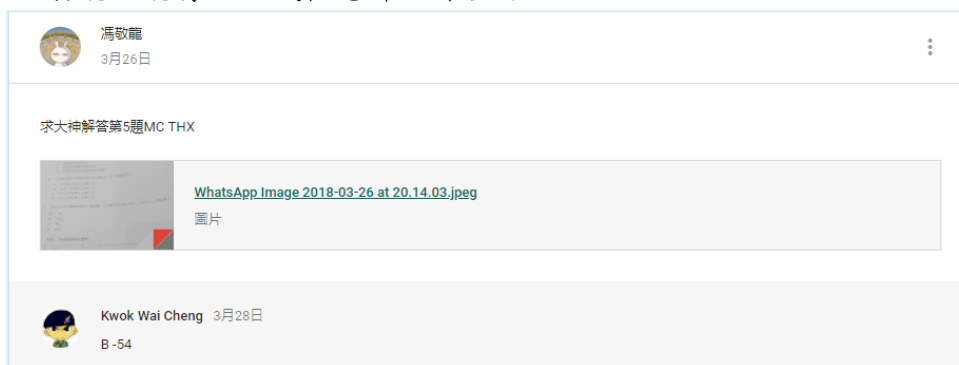 馮敬龍
3月26日
求大神解答第5題MC THX
WhatsApp Image 2018-03-26 at 20.14.03.jpeg
圖片
Kwok Wai Cheng 3月28日
B -54